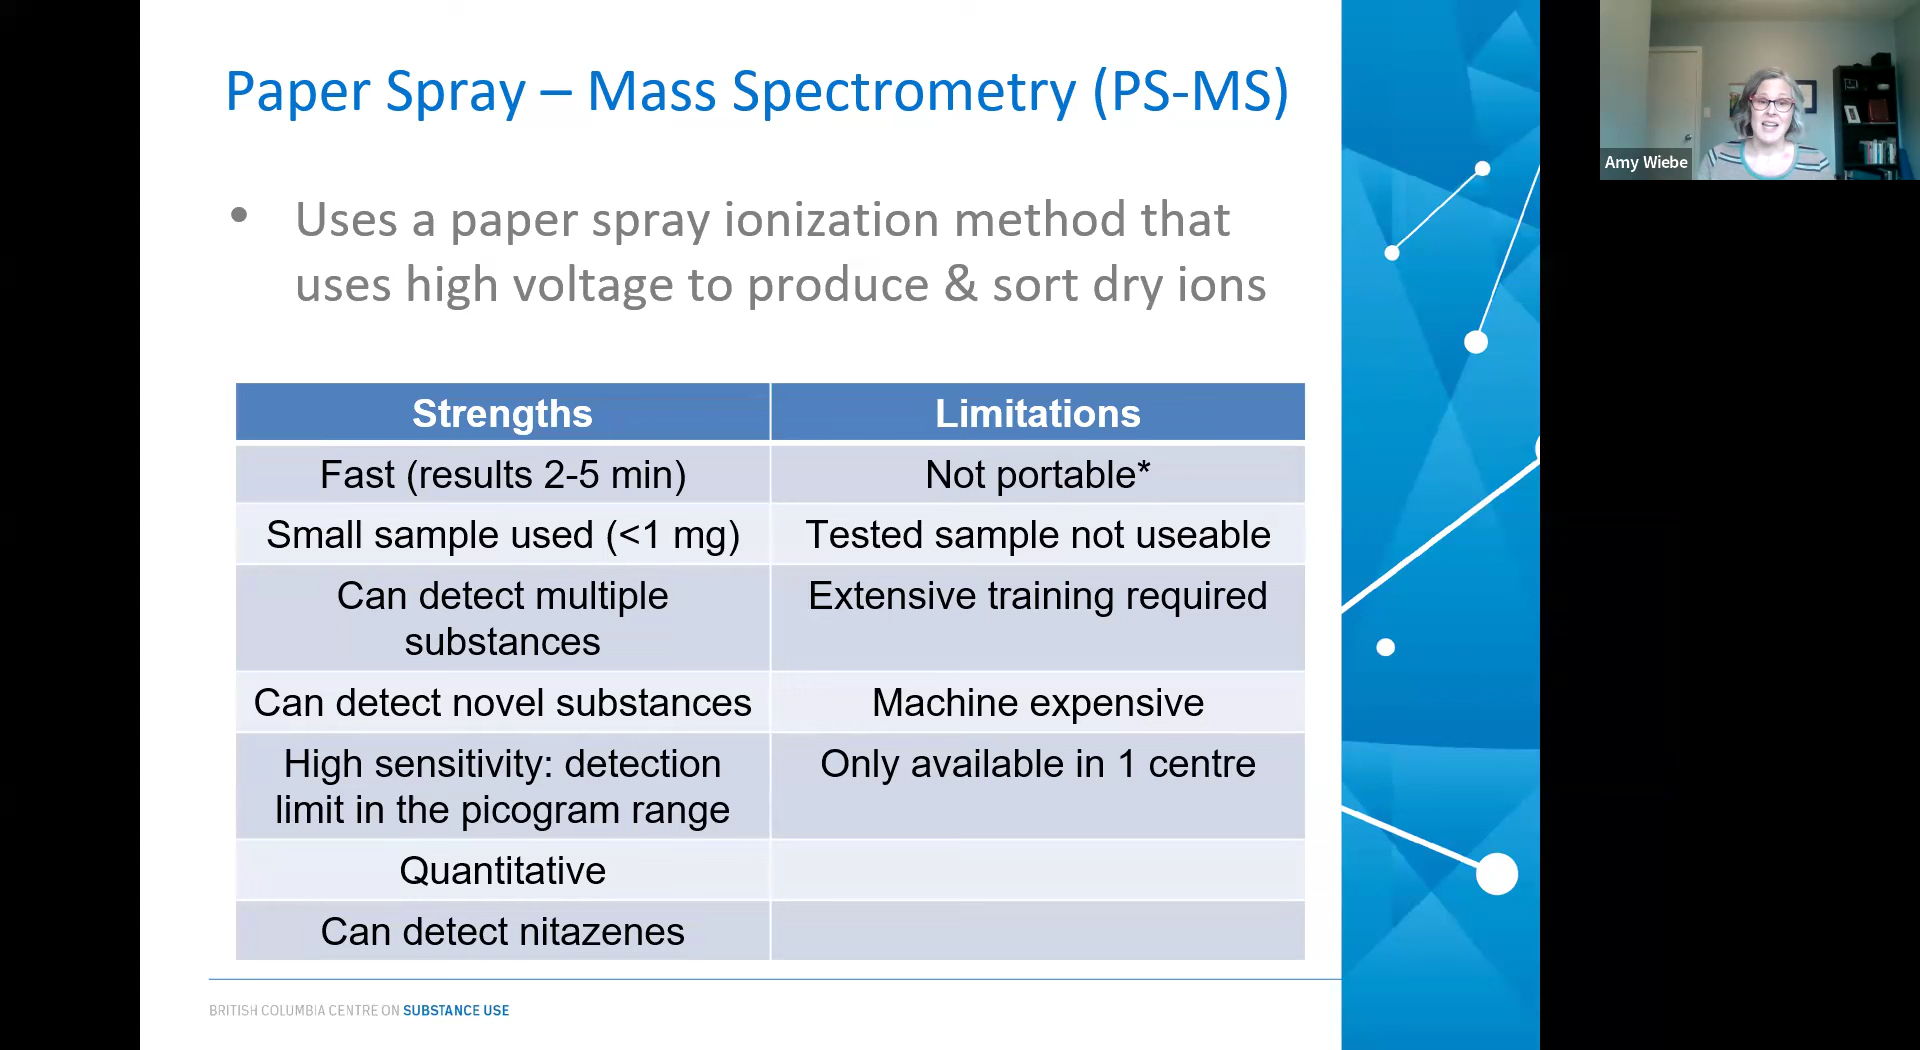 Paper Spray – Mass Spectrometry (PS-MS)
Amy Wiebe
• Uses a paper spray ionization method that
uses high voltage to produce & sort dry ions
Strengths
Limitations
Fast (results 2-5 min)
Not portable*
Small sample used (<1 mg)
Tested sample not useable
Can detect multiple
substances
Extensive training required
Can detect novel substances
Machine expensive
High sensitivity: detection
limit in the picogram range
Only available in 1 centre
Quantitative
Can detect nitazenes
BRITISH COLUMBIA CENTRE ON SUBSTANCE USE